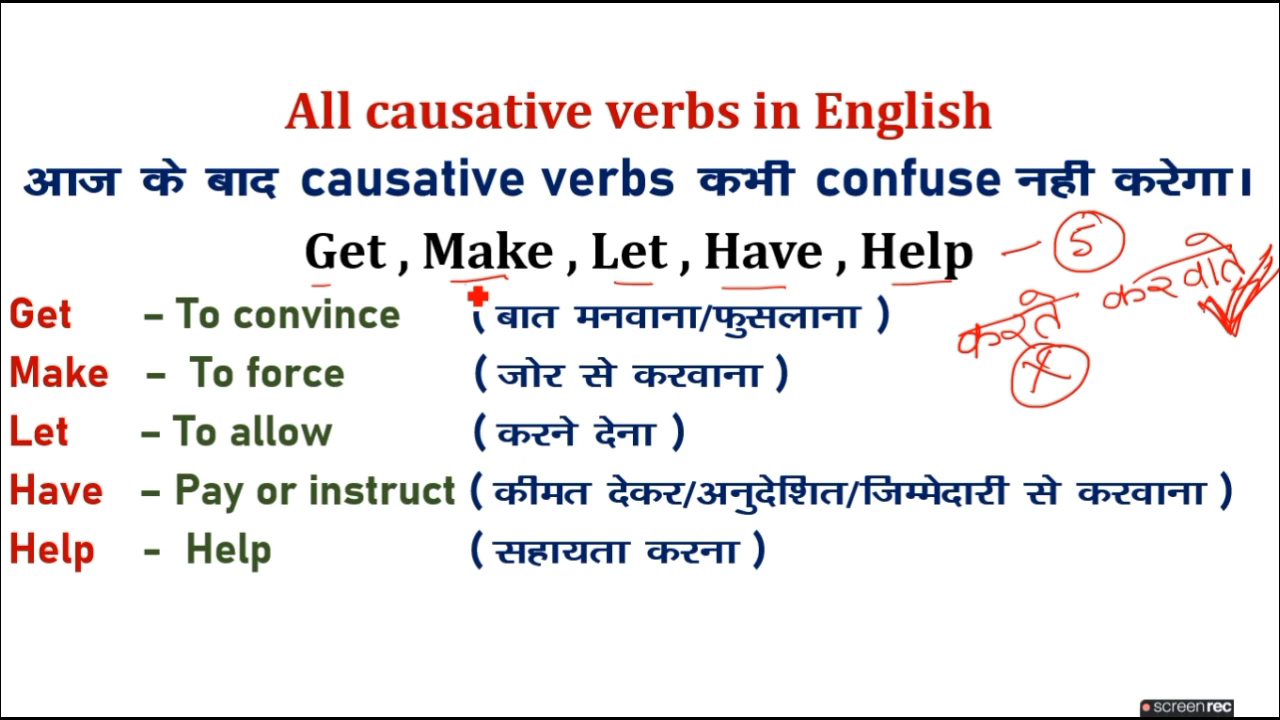 All causative verbs in English
आज के बाद causative verbs कभी confuse नही करेगा।
Get , Make , Let , Have , Help – 5
करते करवाते
Get – To convince ( बात मनवाना/फुसलाना )
Make – To force ( जोर से करवाना )
Let – To allow ( करने देना )
Have – Pay or instruct ( कीमत देकर/अनुदेशित/जिम्मेदारी से करवाना )
Help – Help ( सहायता करना )
screenrec